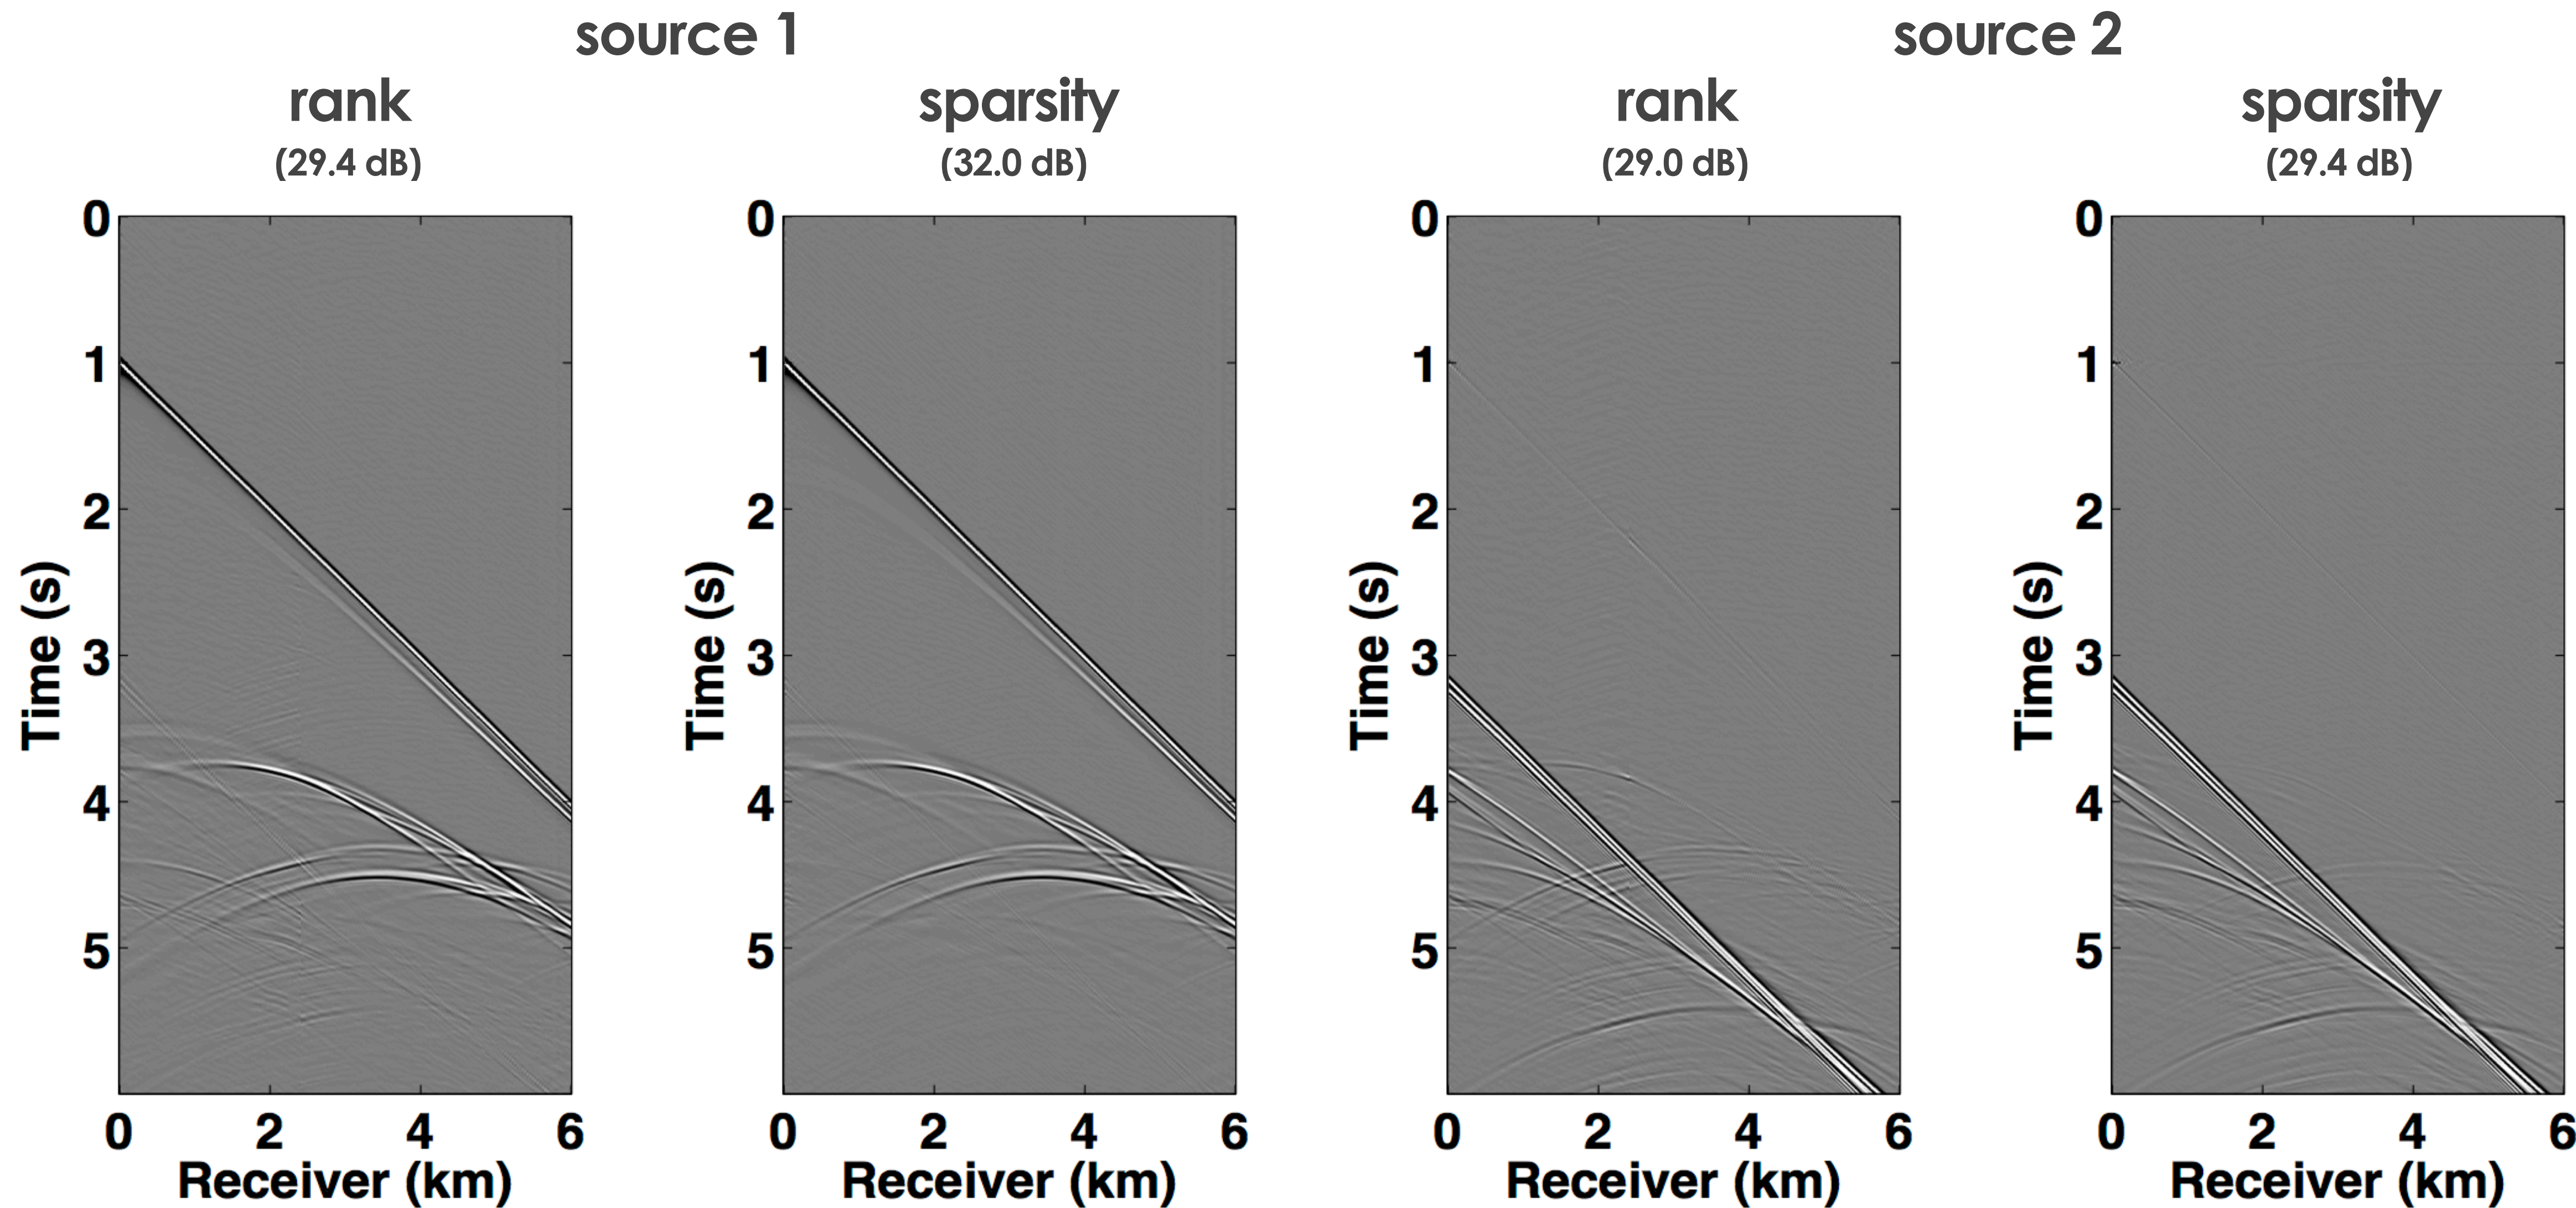 source 1
source 2
rank
sparsity
rank
sparsity
(29.4 dB)
(32.0 dB)
(29.0 dB)
(29.4 dB)
0
1
2
3
4
5
Time (s)
0 2 4 6
Receiver (km)
0
1
2
3
4
5
Time (s)
0 2 4 6
Receiver (km)
0
1
2
3
4
5
Time (s)
0 2 4 6
Receiver (km)
0
1
2
3
4
5
Time (s)
0 2 4 6
Receiver (km)